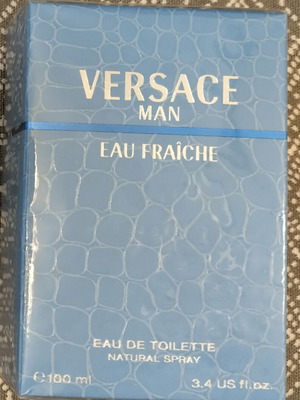 VERSACE
MAN
EAU FRAÎCHE
EAU DE TOILETTE
NATURAL SPRAY
℮100 ml 3.4 US fl.oz.